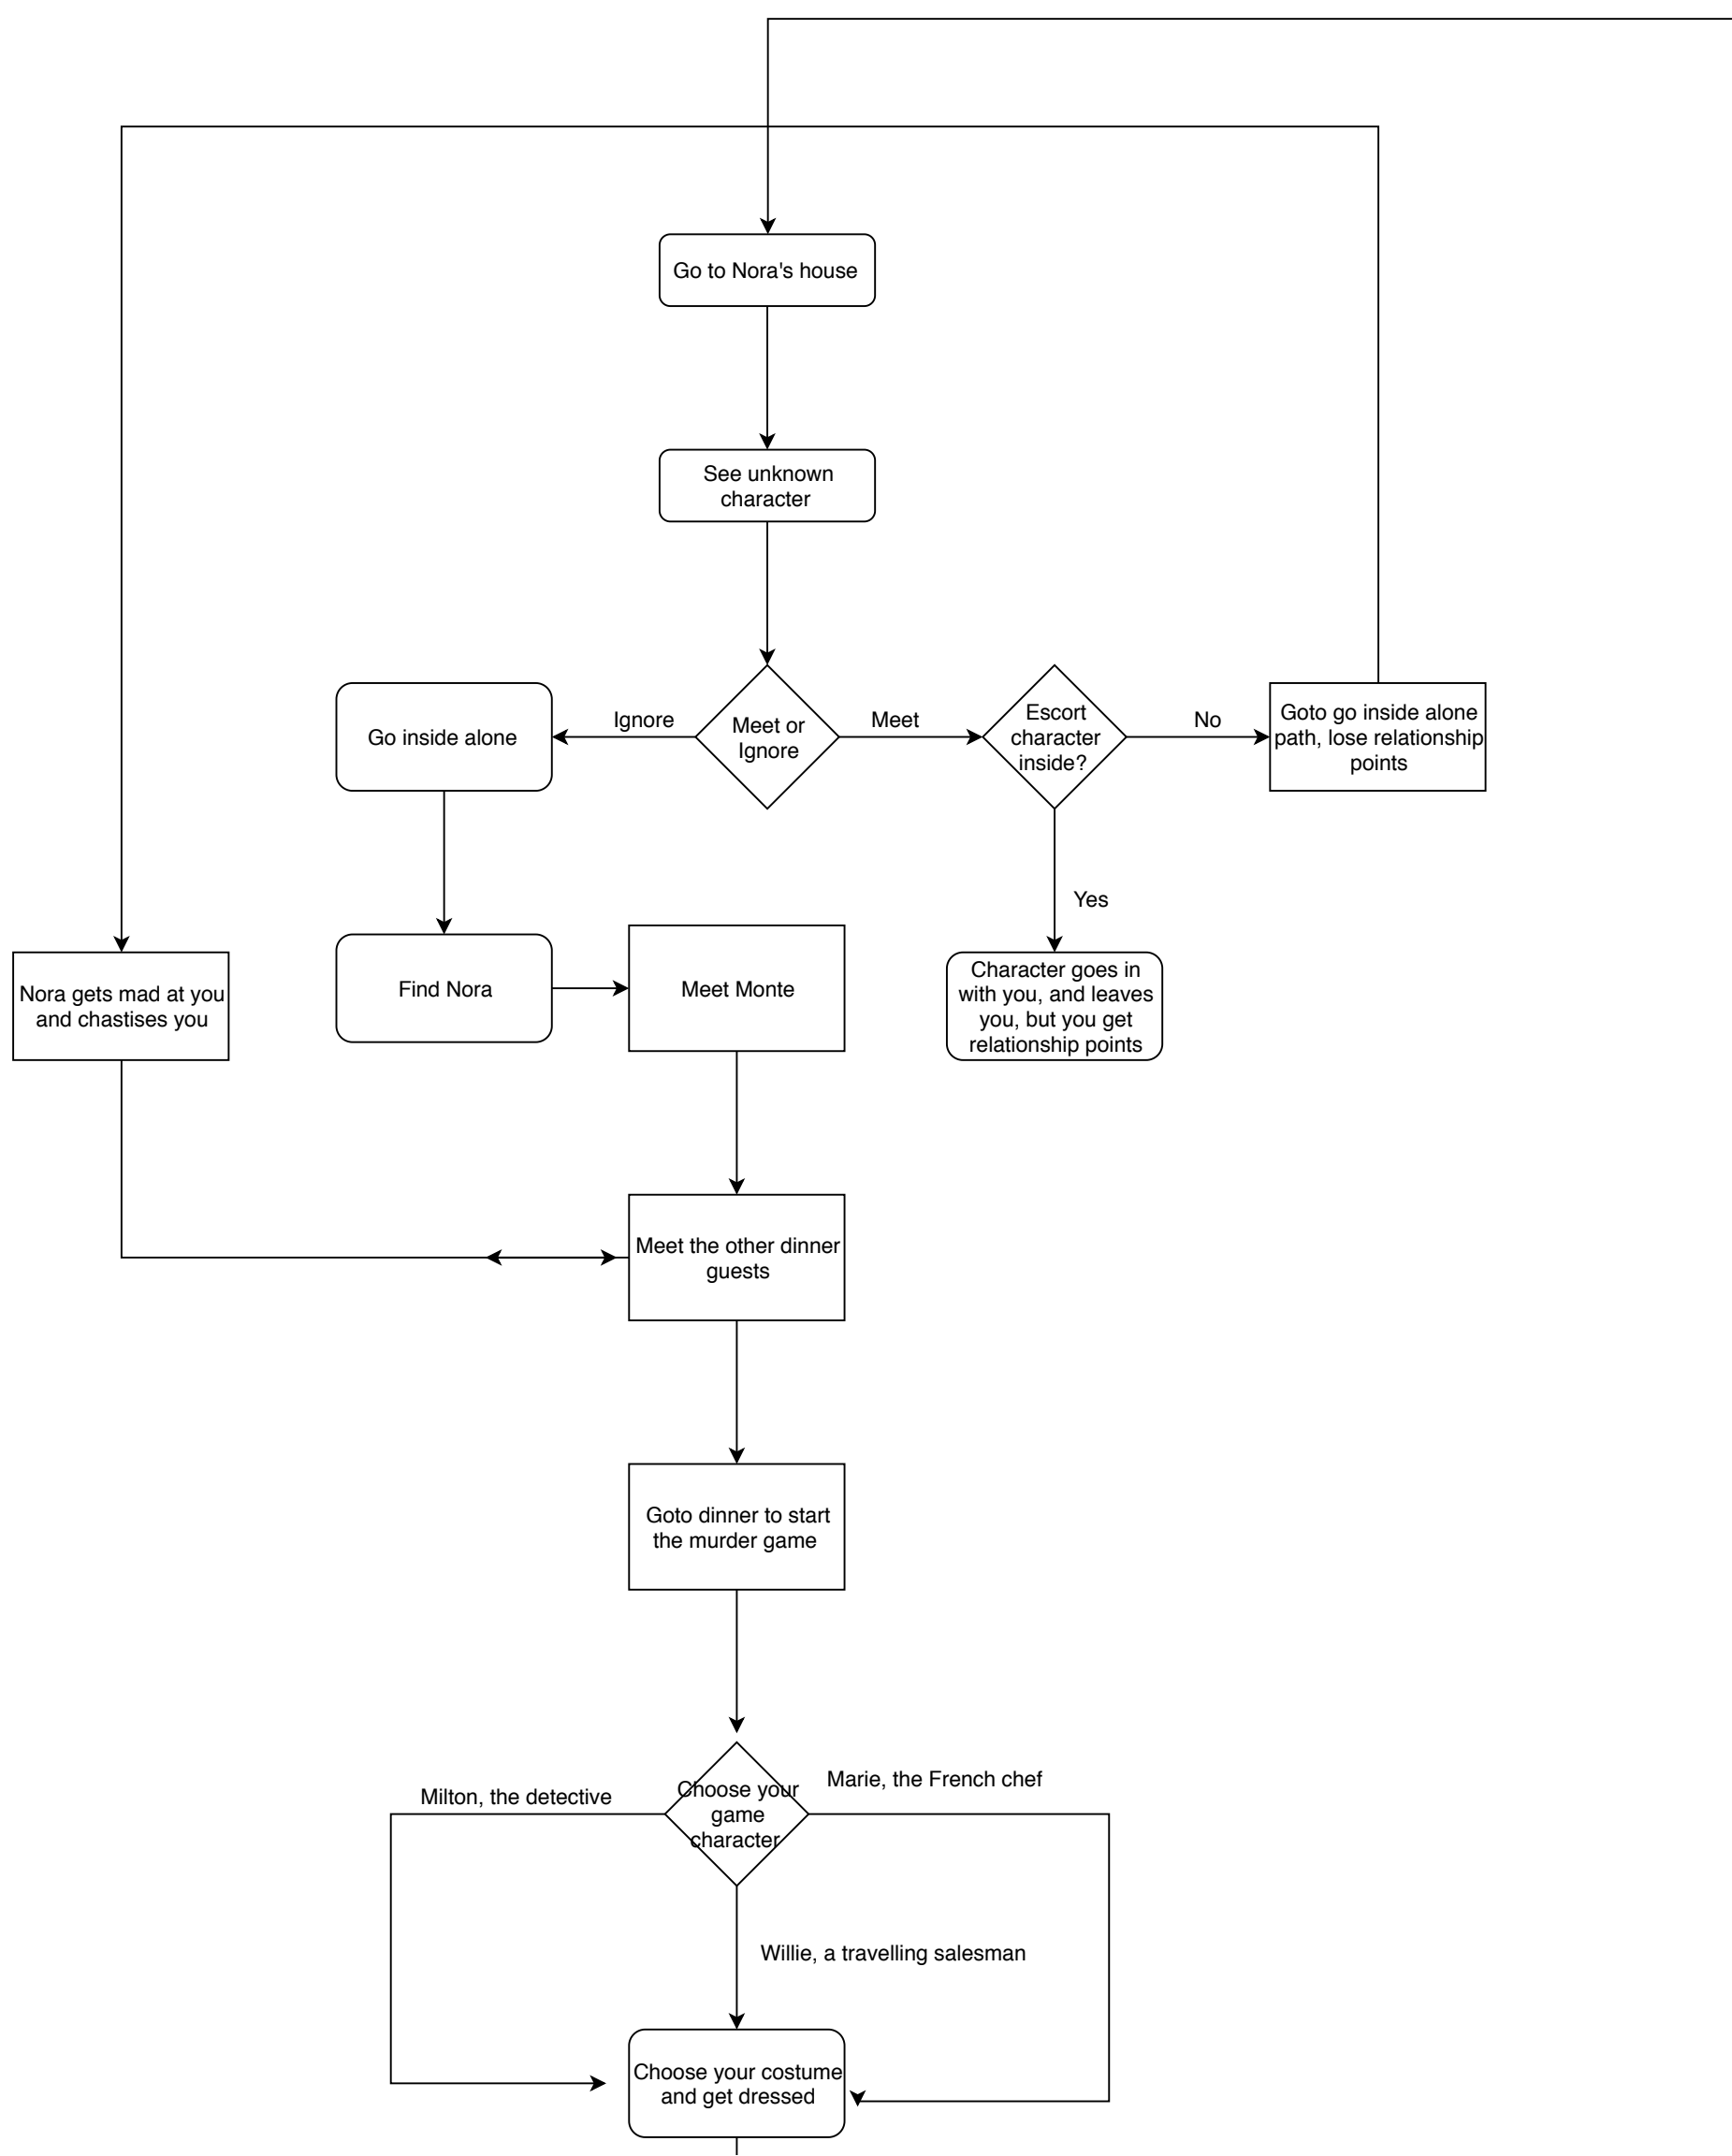 Go to Nora's house
See unknown
character
Go inside alone
Ignore
Meet or
Ignore
Meet
Escort
character
inside?
No
Goto go inside alone
path, lose relationship
points
Yes
Nora gets mad at you
and chastises you
Find Nora
Meet Monte
Character goes in
with you, and leaves
you, but you get
relationship points
Meet the other dinner
guests
Goto dinner to start
the murder game
Milton, the detective
Choose your
game
character
Marie, the French chef
Willie, a travelling salesman
Choose your costume
and get dressed